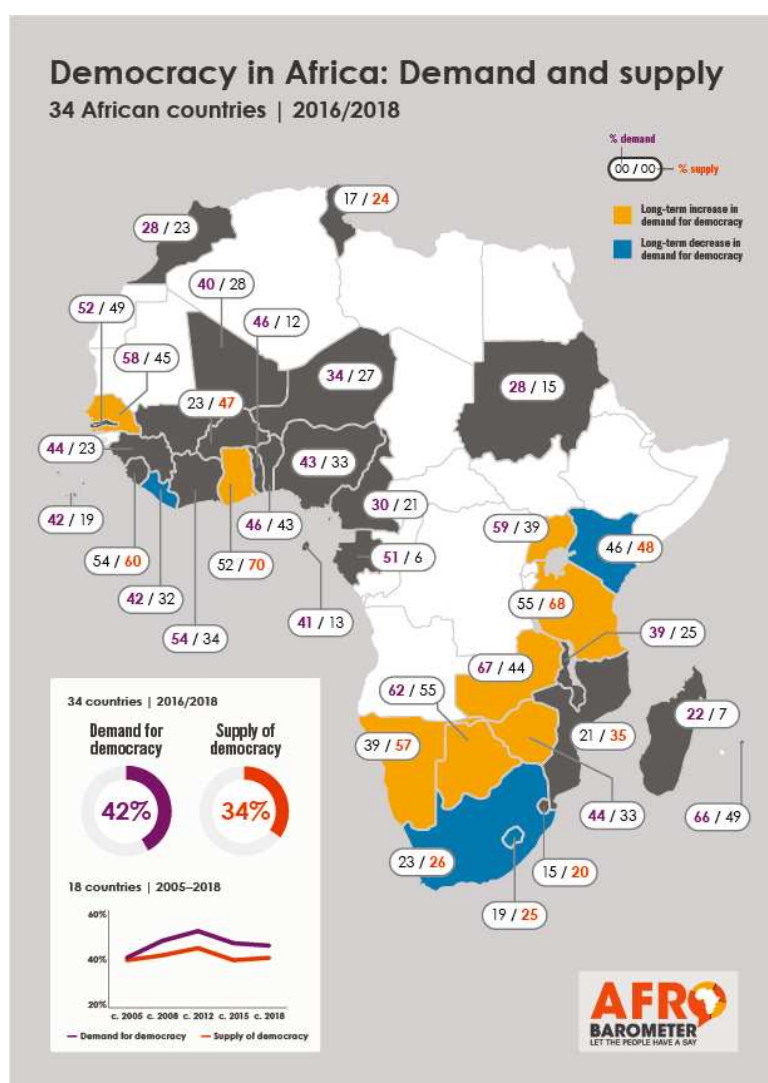 Democracy in Africa: Demand and supply
34 African countries | 2016/2018
% demand
00 / 00
% supply
Long-term increase in
demand for democracy
Long-term decrease in
demand for democracy
17 / 24
28 / 23
40 / 28
52 / 49
46 / 12
58 / 45
34 / 27
28 / 15
23 / 47
44 / 23
43 / 33
30 / 21
42 / 19
46 / 43
59 / 39
46 / 48
54 / 60
52 / 70
51 / 6
42 / 32
55 / 68
41 / 13
54 / 34
39 / 25
67 / 44
62 / 55
22 / 7
39 / 57
21 / 35
44 / 33
66 / 49
23 / 26
15 / 20
19 / 25
34 countries | 2016/2018
Demand for
democracy
Supply of
democracy
42%
34%
18 countries | 2005–2018
60%
40%
20%
c. 2005 c. 2008 c. 2012 c. 2015 c. 2018
Demand for democracy
Supply of democracy
AFRO
BAROMETER
LET THE PEOPLE HAVE A SAY